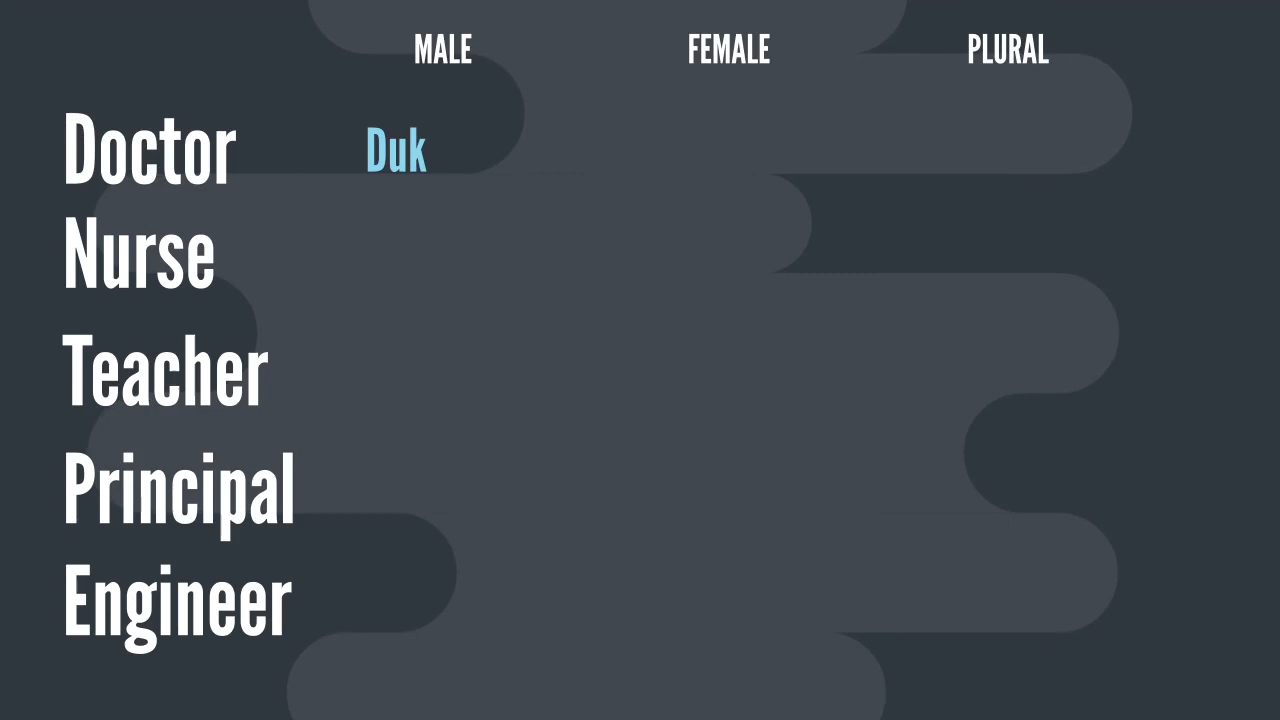 MALE FEMALE PLURAL
Doctor Duk
Nurse
Teacher
Principal
Engineer